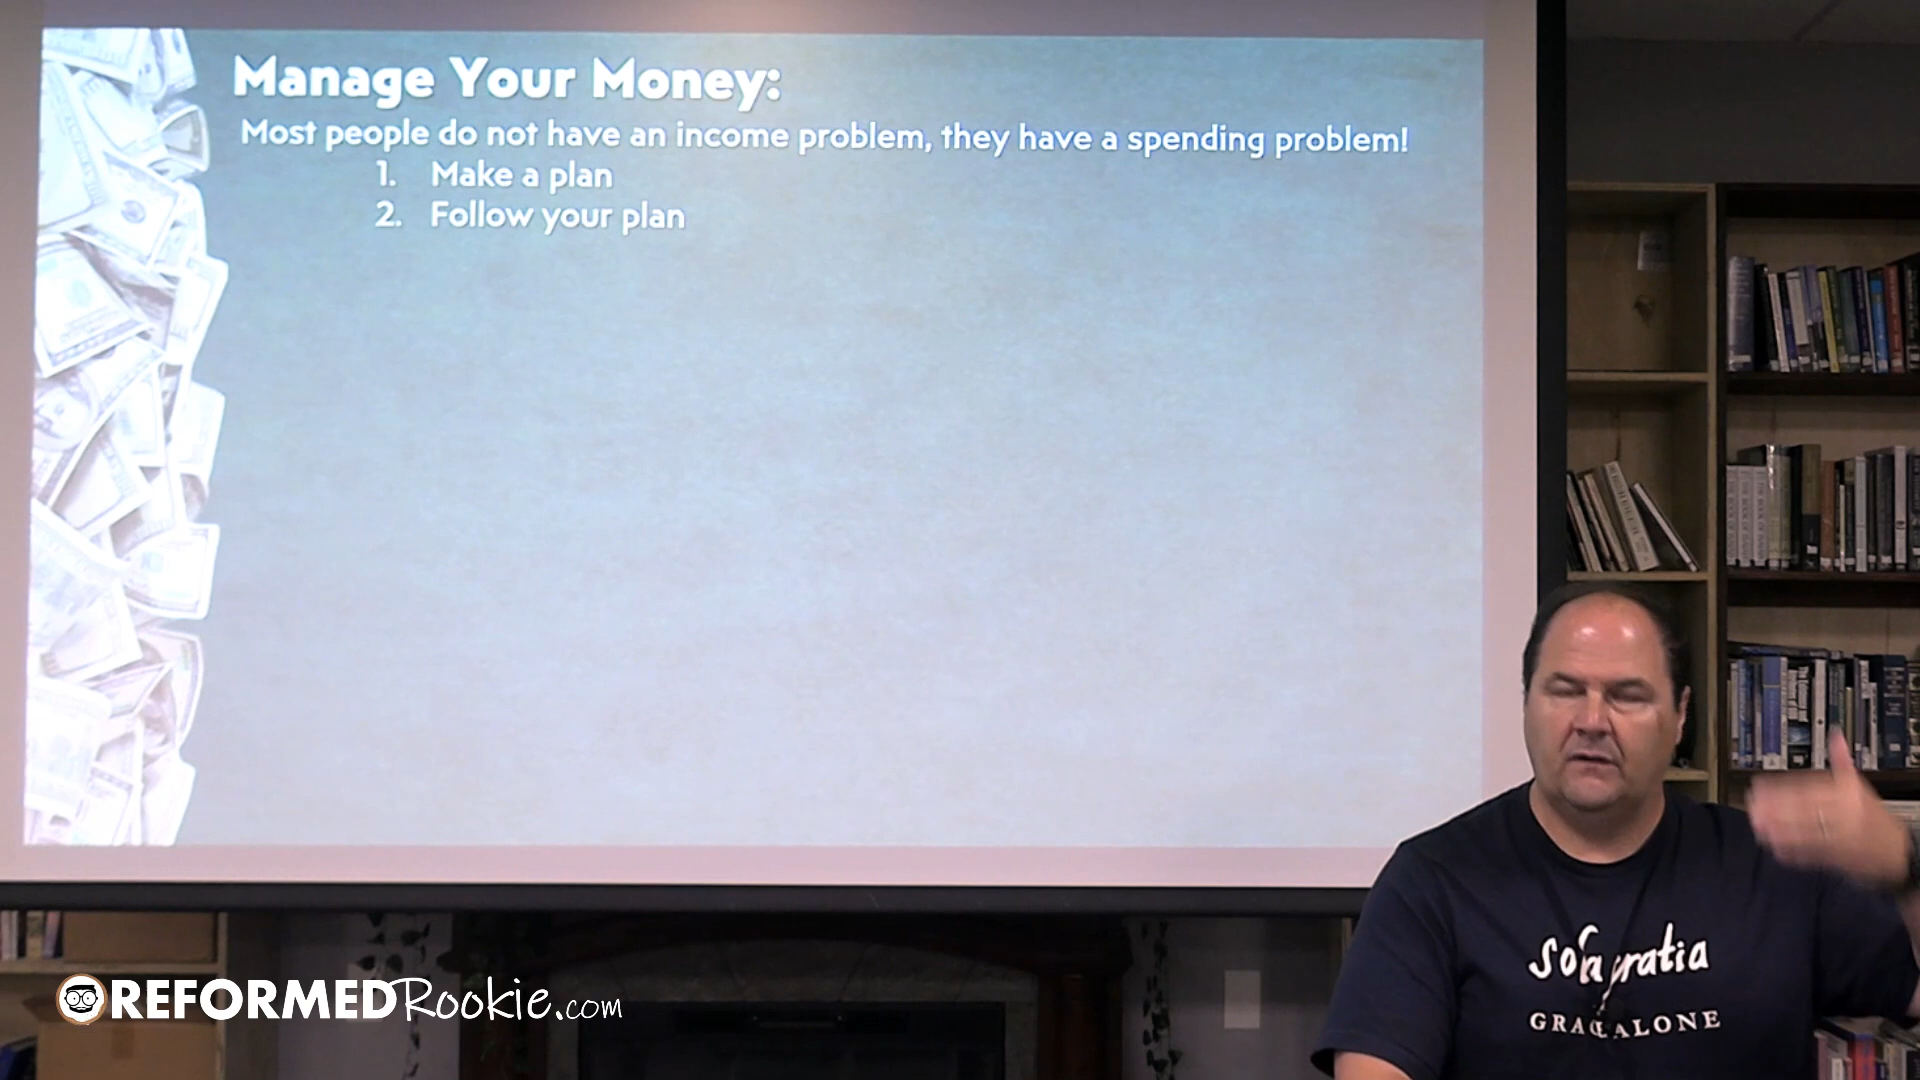 Manage Your Money:
Most people do not have an income problem, they have a spending problem!
1. Make a plan
2. Follow your plan
Sola gratia
GRACE ALONE
REFORMEDRookie.com